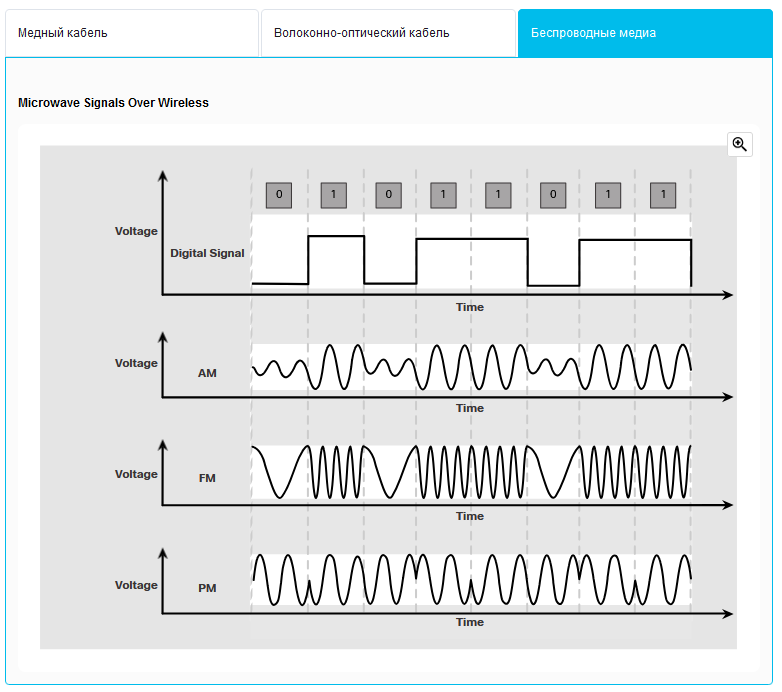 Медный кабель
Волоконно-оптический кабель
Беспроводные медиа
Microwave Signals Over Wireless
0 1 0 1 1 0 1 1
Voltage
Digital Signal
Time
Voltage
AM
Time
Voltage
FM
Time
Voltage
PM
Time